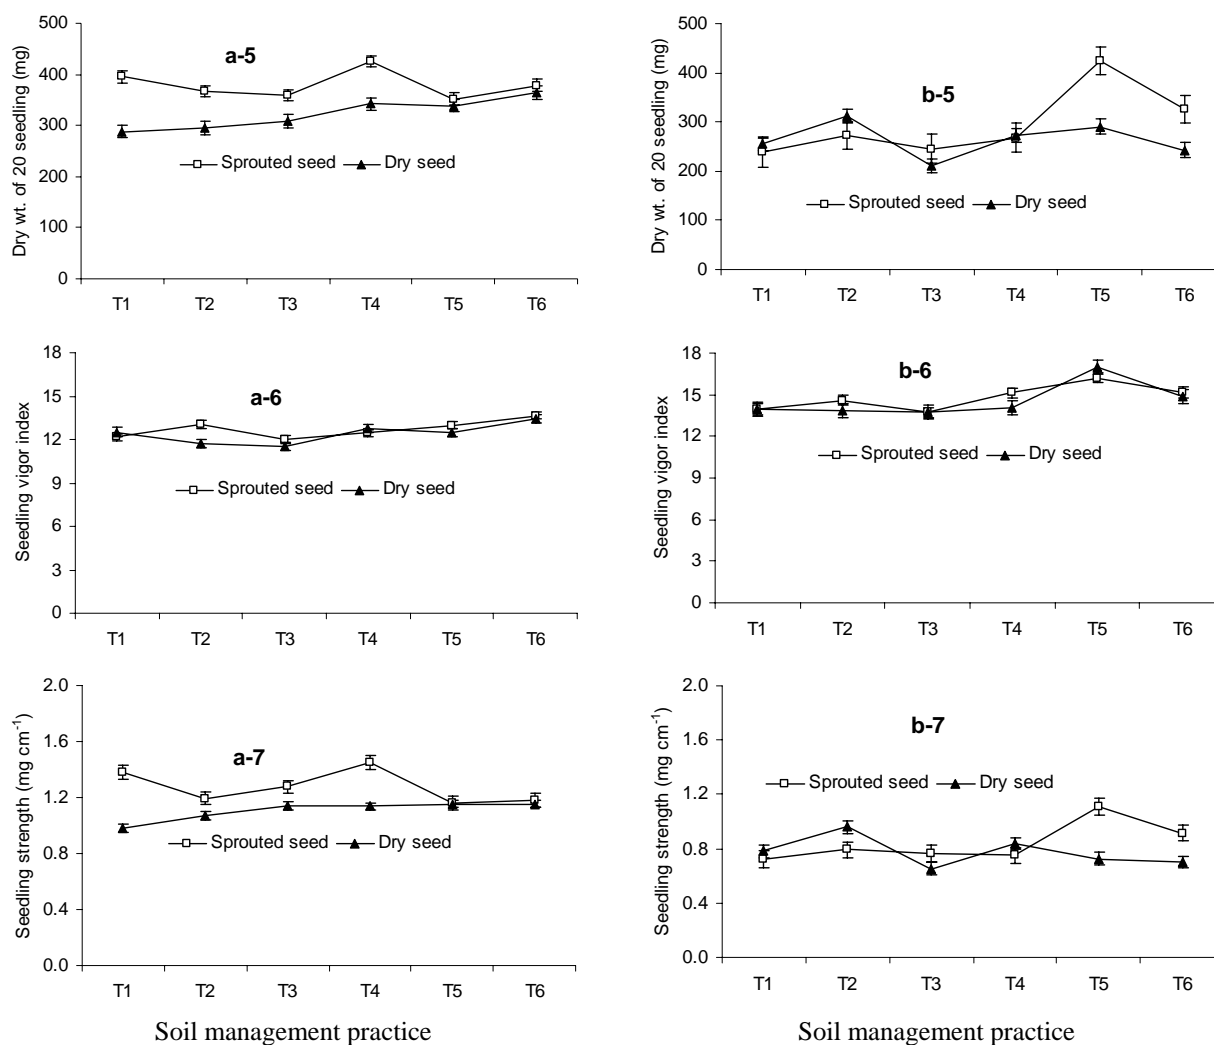 a-5
Dry wt. of 20 seedling (mg)
500
400
300
200
100
0
Sprouted seed Dry seed
T1 T2 T3 T4 T5 T6
b-5
Dry wt. of 20 seedling (mg)
500
400
300
200
100
0
Sprouted seed Dry seed
T1 T2 T3 T4 T5 T6
a-6
Seedling vigor index
18
15
12
9
6
3
0
Sprouted seed Dry seed
T1 T2 T3 T4 T5 T6
b-6
Seedling vigor index
18
15
12
9
6
3
0
Sprouted seed Dry seed
T1 T2 T3 T4 T5 T6
a-7
Seedling strength (mg cm⁻¹)
2.0
1.6
1.2
0.8
0.4
0.0
Sprouted seed Dry seed
T1 T2 T3 T4 T5 T6
Soil management practice
b-7
Seedling strength (mg cm⁻¹)
2.0
1.6
1.2
0.8
0.4
0.0
Sprouted seed Dry seed
T1 T2 T3 T4 T5 T6
Soil management practice